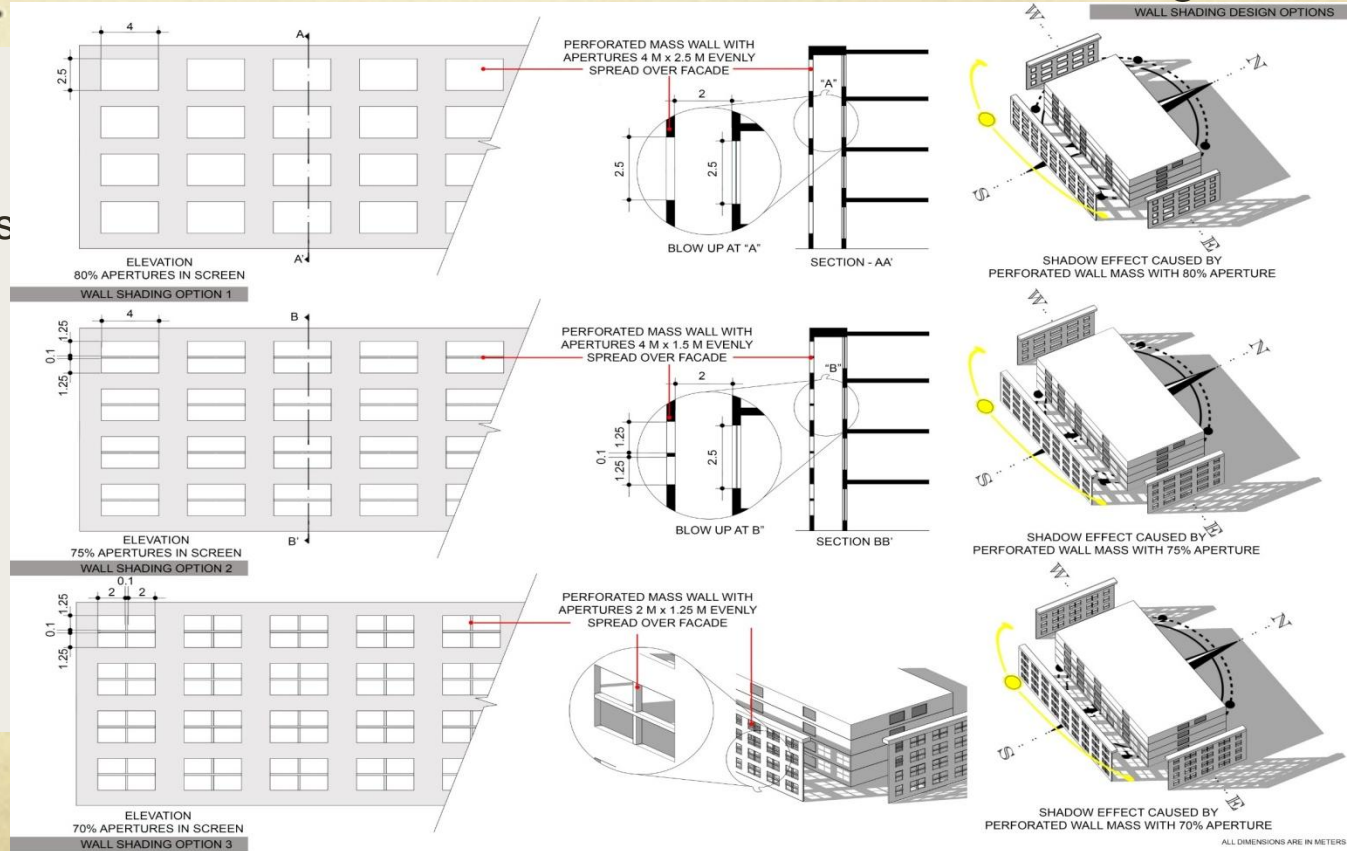 WALL SHADING DESIGN OPTIONS
s
4
2.5
A
A'
ELEVATION
80% APERTURES IN SCREEN
WALL SHADING OPTION 1
PERFORATED MASS WALL WITH
APERTURES 4 M x 2.5 M EVENLY
SPREAD OVER FACADE
2
2.5
2.5
BLOW UP AT "A"
"A"
SECTION - AA'
W
N
S
E
SHADOW EFFECT CAUSED BY
PERFORATED WALL MASS WITH 80% APERTURE
4
1.25
0.1
1.25
B
B'
ELEVATION
75% APERTURES IN SCREEN
WALL SHADING OPTION 2
PERFORATED MASS WALL WITH
APERTURES 4 M x 1.5 M EVENLY
SPREAD OVER FACADE
2
1.25
0.1
1.25
2.5
BLOW UP AT B"
"B"
SECTION BB'
W
N
S
E
SHADOW EFFECT CAUSED BY
PERFORATED WALL MASS WITH 75% APERTURE
0.1
2 2
1.25
0.1
1.25
ELEVATION
70% APERTURES IN SCREEN
WALL SHADING OPTION 3
PERFORATED MASS WALL WITH
APERTURES 2 M x 1.25 M EVENLY
SPREAD OVER FACADE
W
N
S
E
SHADOW EFFECT CAUSED BY
PERFORATED WALL MASS WITH 70% APERTURE
ALL DIMENSIONS ARE IN METERS